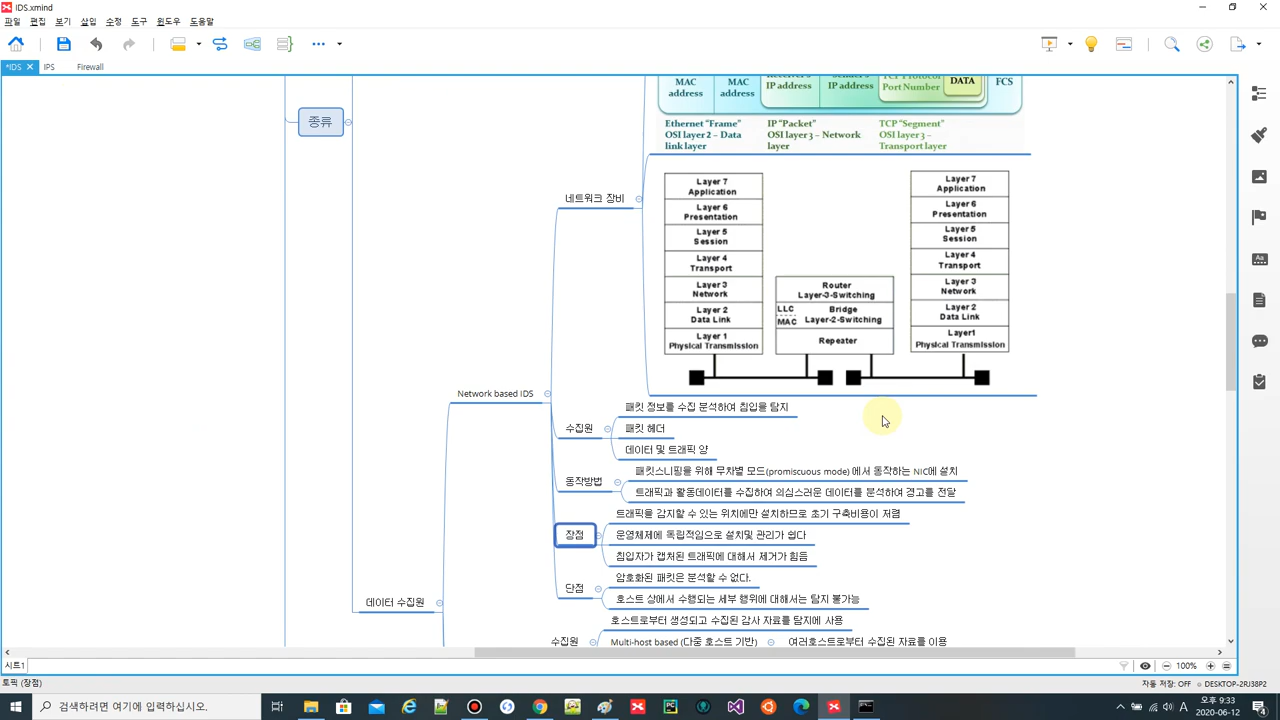 IDS.xmind
파일 편집 보기 삽입 수정 도구 윈도우 도움말
*IDS IPS Firewall
MAC address
MAC address
IP address
IP address
Port Number
DATA
FCS
Ethernet “Frame”
OSI layer 2 – Data
link layer
IP “Packet”
OSI layer 3 – Network
layer
TCP “Segment”
OSI layer 3 –
Transport layer
종류
네트워크 장비
Layer 7
Application
Layer 6
Presentation
Layer 5
Session
Layer 4
Transport
Layer 3
Network
Layer 2
Data Link
Layer 1
Physical Transmission
Router
Layer-3-Switching
LLC
MAC
Bridge
Layer-2-Switching
Repeater
Layer 7
Application
Layer 6
Presentation
Layer 5
Session
Layer 4
Transport
Layer 3
Network
Layer 2
Data Link
Layer1
Physical Transmission
Network based IDS
수집원
패킷 정보를 수집 분석하여 침입을 탐지
패킷 헤더
데이터 및 트래픽 양
동작방법
패킷스니핑을 위해 무차별 모드(promiscuous mode) 에서 동작하는 NIC에 설치
트래픽과 활동데이터를 수집하여 의심스러운 데이터를 분석하여 경고를 전달
장점
트래픽을 감지할 수 있는 위치에만 설치하므로 초기 구축비용이 저렴
운영체제에 독립적임으로 설치및 관리가 쉽다
침입자가 캡처된 트래픽에 대해서 제거가 힘듬
단점
암호화된 패킷은 분석할 수 없다.
호스트 상에서 수행되는 세부 행위에 대해서는 탐지 불가능
데이터 수집원
수집원
호스트로부터 생성되고 수집된 감사 자료를 탐지에 사용
Multi-host based (다중 호스트 기반)
여러호스트로부터 수집된 자료를 이용
시트1
100%
토픽 (장점)
자동 저장: OFF
DESKTOP-2RJ38P2
검색하려면 여기에 입력하십시오.
A
오후 9:33
2020-06-12
4